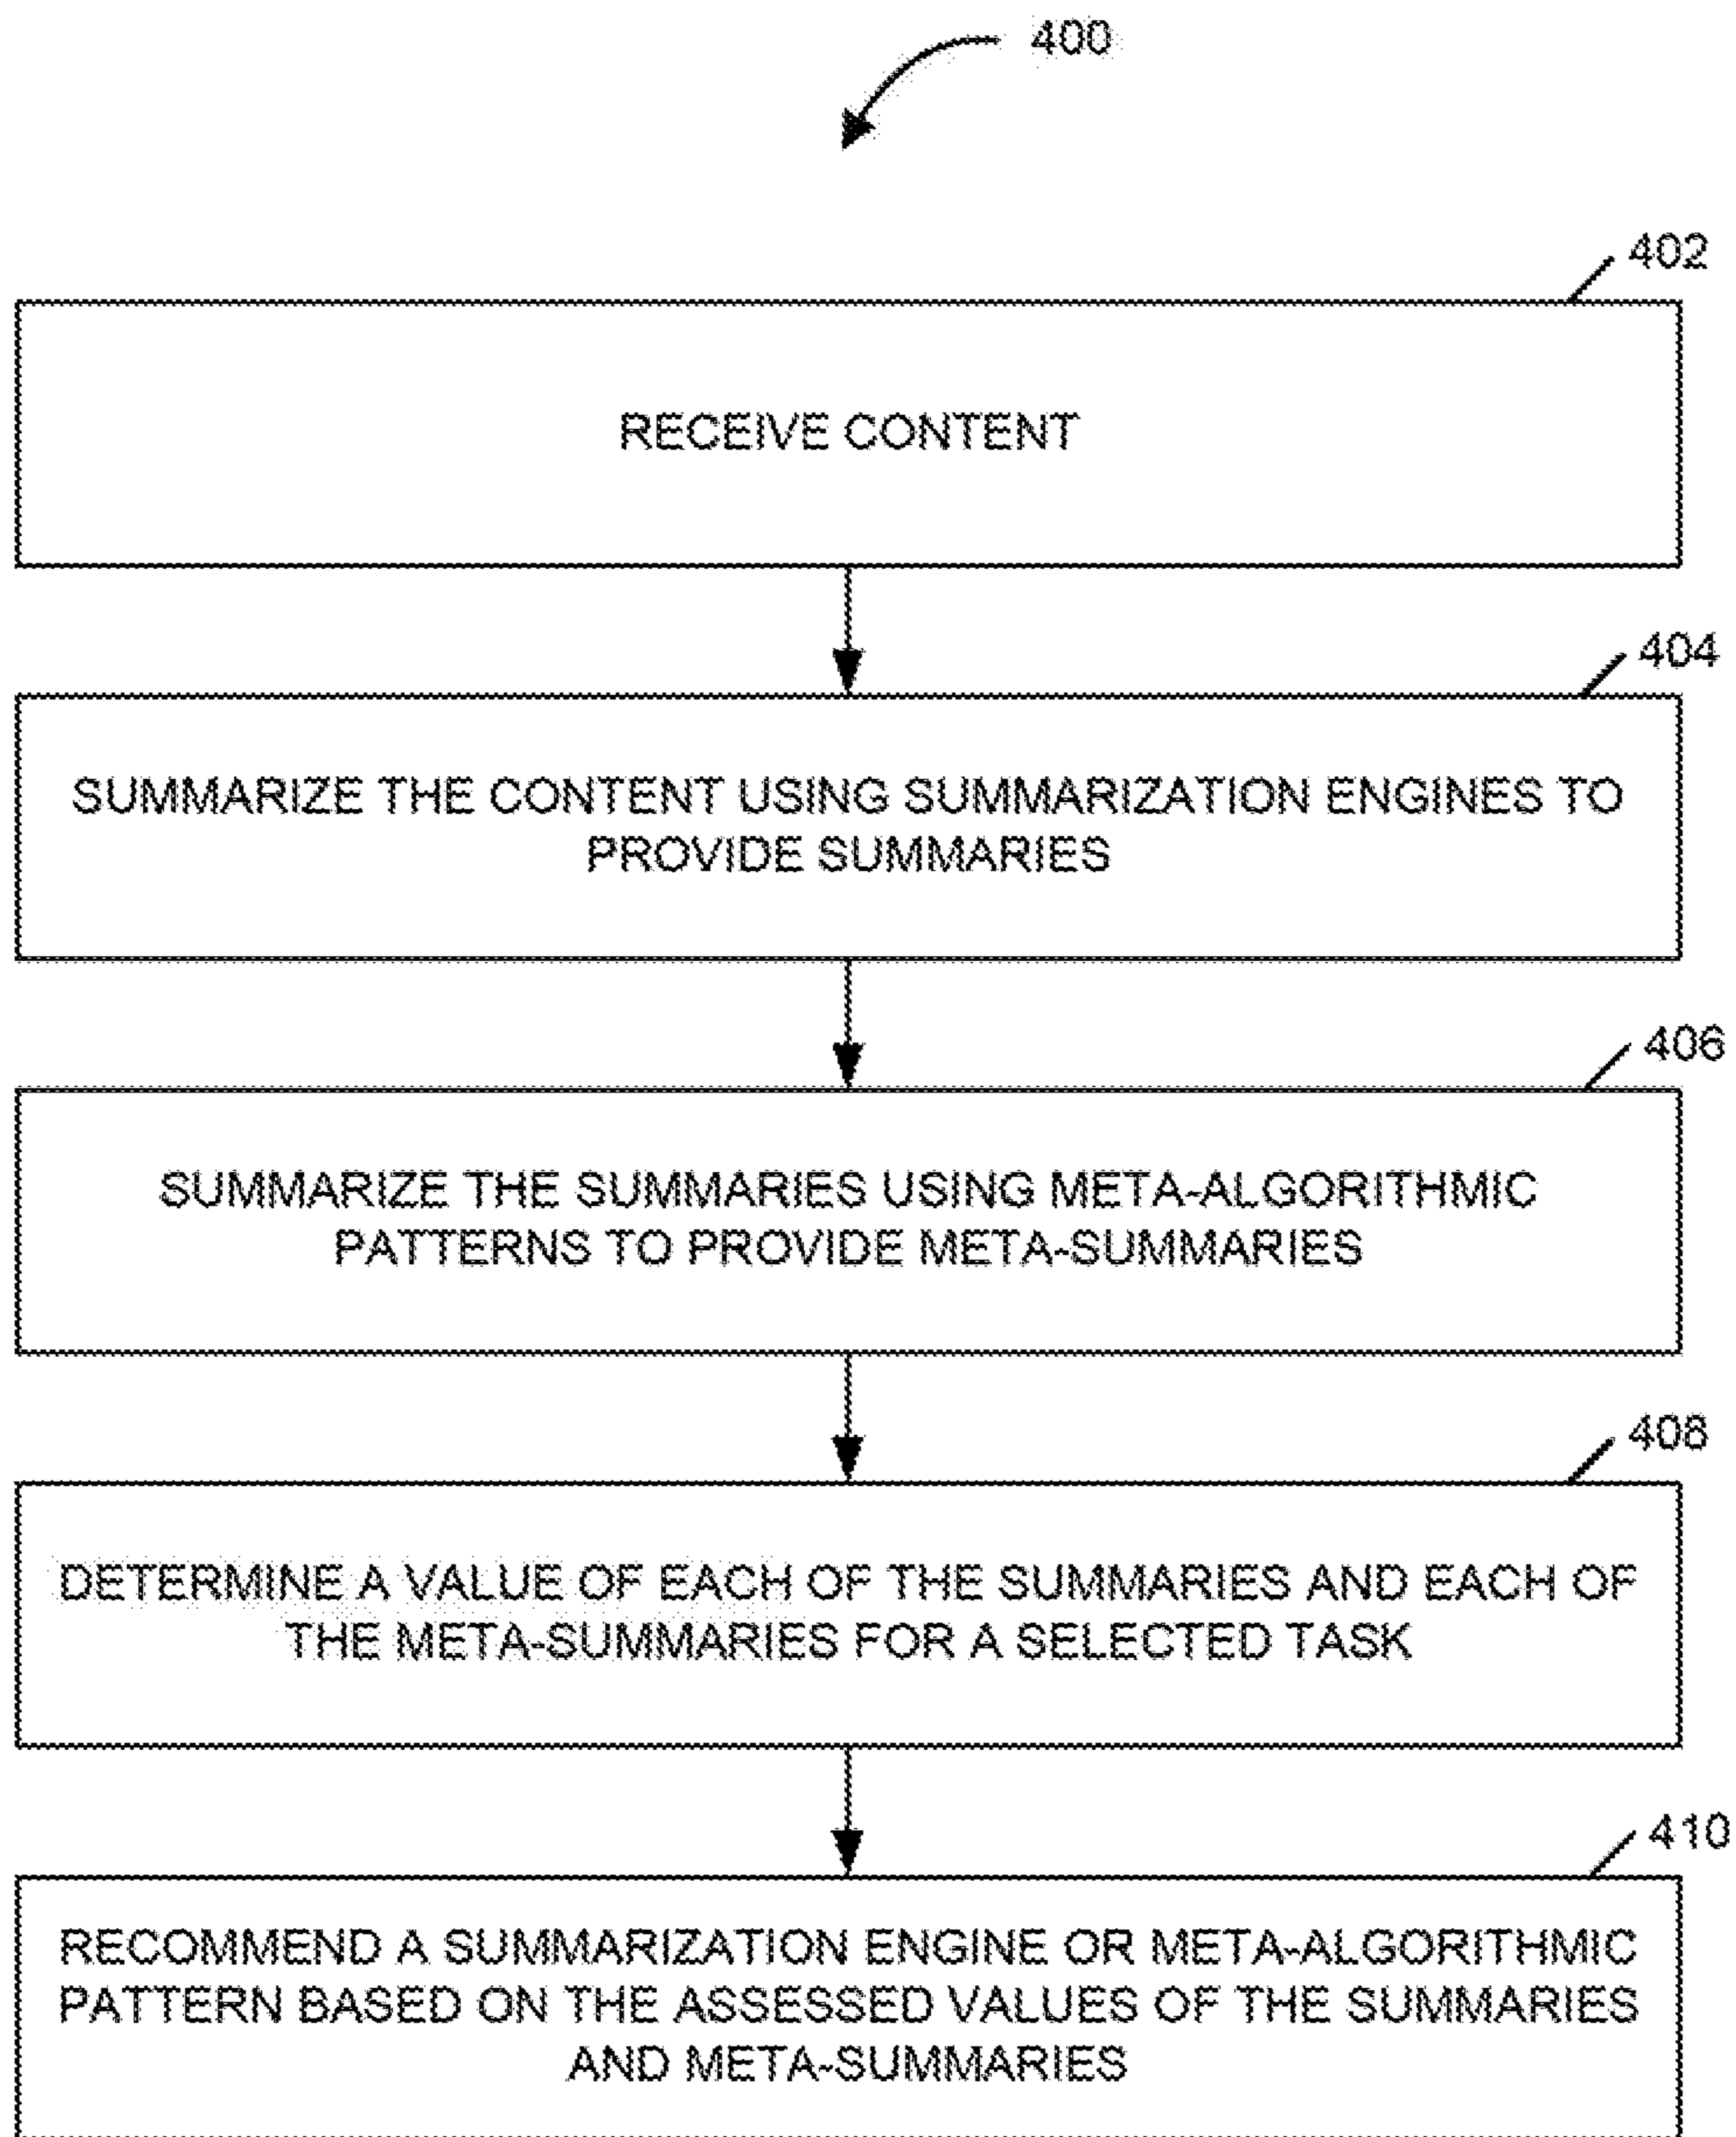 400
402
RECEIVE CONTENT
404
SUMMARIZE THE CONTENT USING SUMMARIZATION ENGINES TO
PROVIDE SUMMARIES
406
SUMMARIZE THE SUMMARIES USING META-ALGORITHMIC
PATTERNS TO PROVIDE META-SUMMARIES
408
DETERMINE A VALUE OF EACH OF THE SUMMARIES AND EACH OF
THE META-SUMMARIES FOR A SELECTED TASK
410
RECOMMEND A SUMMARIZATION ENGINE OR META-ALGORITHMIC
PATTERN BASED ON THE ASSESSED VALUES OF THE SUMMARIES
AND META-SUMMARIES